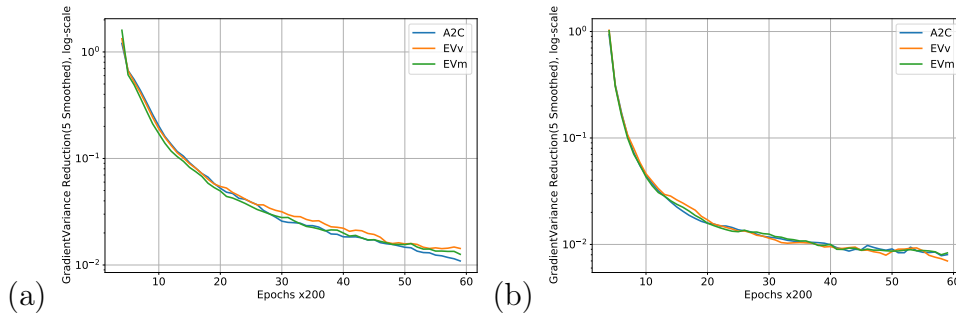 (a)
GradientVariance Reduction(5 Smoothed), log-scale
10⁰
10⁻¹
10⁻²
A2C
EVv
EVm
10 20 30 40 50 60
Epochs x200
(b)
GradientVariance Reduction(5 Smoothed), log-scale
10⁰
10⁻¹
10⁻²
A2C
EVv
EVm
10 20 30 40 50 60
Epochs x200